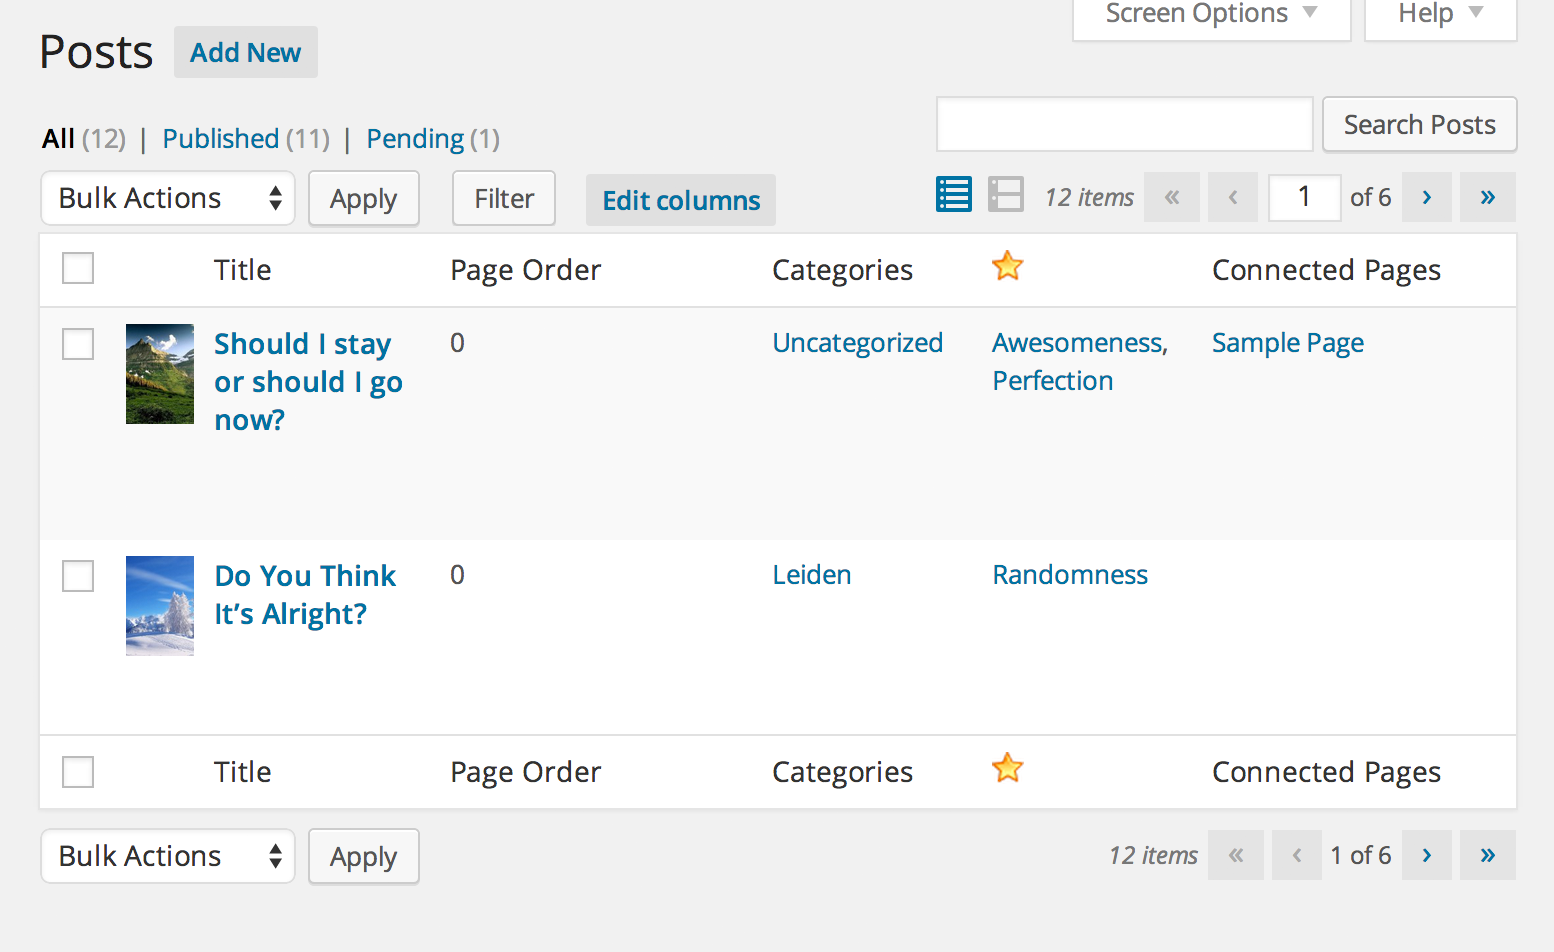 Screen Options Help
Posts Add New
All (12) | Published (11) | Pending (1)
Search Posts
Bulk Actions Apply Filter Edit columns 12 items « ‹ 1 of 6 › »
Title Page Order Categories Connected Pages
Should I stay 0 Uncategorized Awesomeness, Sample Page
or should I go Perfection
now?
Do You Think 0 Leiden Randomness
It’s Alright?
Title Page Order Categories Connected Pages
Bulk Actions Apply 12 items « ‹ 1 of 6 › »